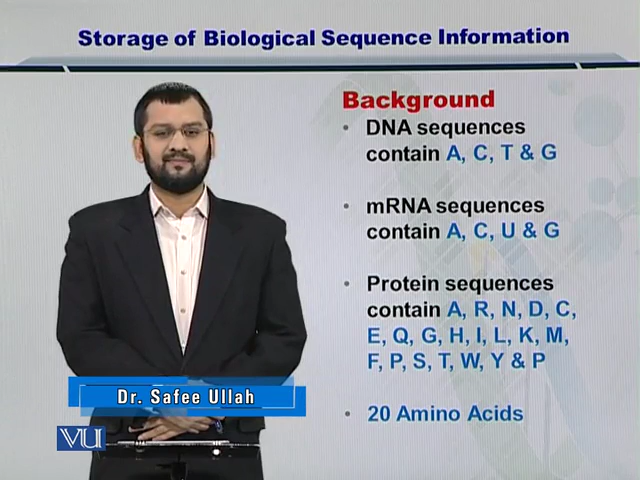 Storage of Biological Sequence Information
Background
• DNA sequences
contain A, C, T & G
• mRNA sequences
contain A, C, U & G
• Protein sequences
contain A, R, N, D, C,
E, Q, G, H, I, L, K, M,
F, P, S, T, W, Y & P
• 20 Amino Acids
Dr. Safee Ullah
VU